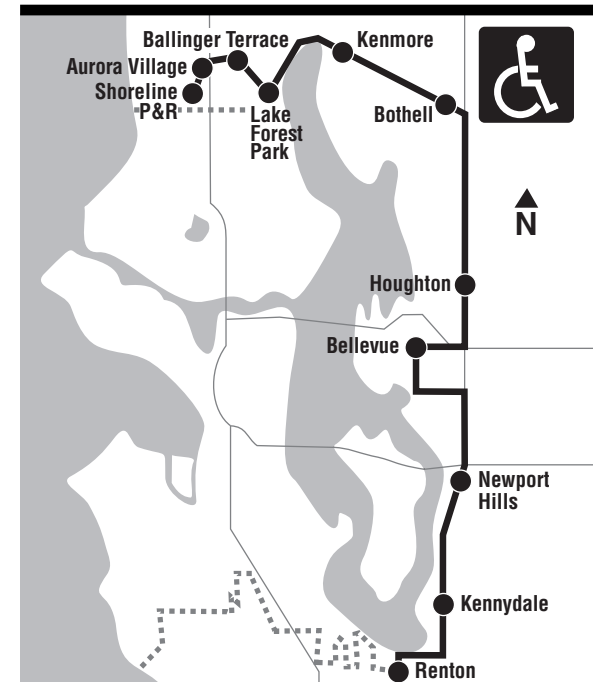 Ballinger Terrace
Kenmore
Aurora Village
Shoreline
P&R
Lake
Forest
Park
Bothell
N
Houghton
Bellevue
Newport
Hills
Kennydale
Renton